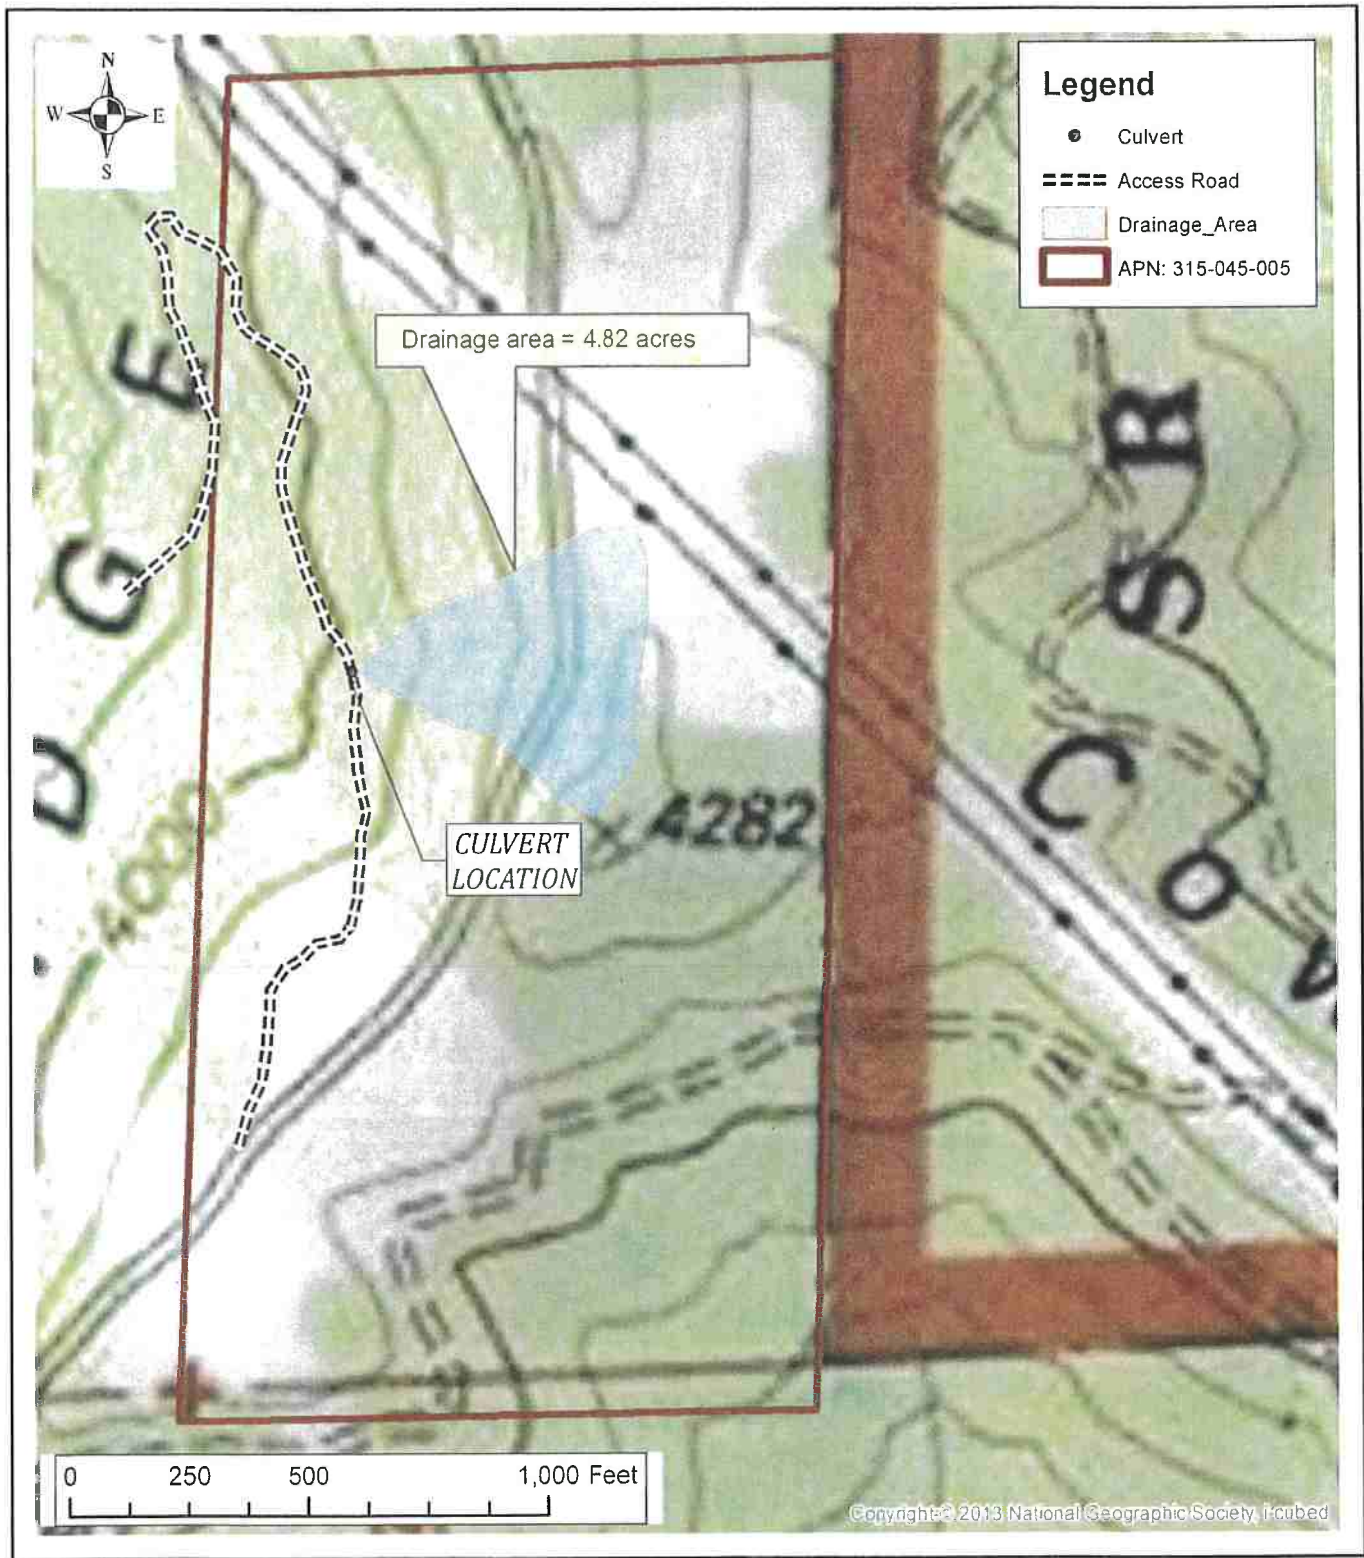 N
W E
S
Legend
Culvert
Access Road
Drainage_Area
APN: 315-045-005
Drainage area = 4.82 acres
E
G
D
B
S
C
O
4282
4000
CULVERT
LOCATION
0 250 500 1,000 Feet
Copyright:© 2013 National Geographic Society, i-cubed